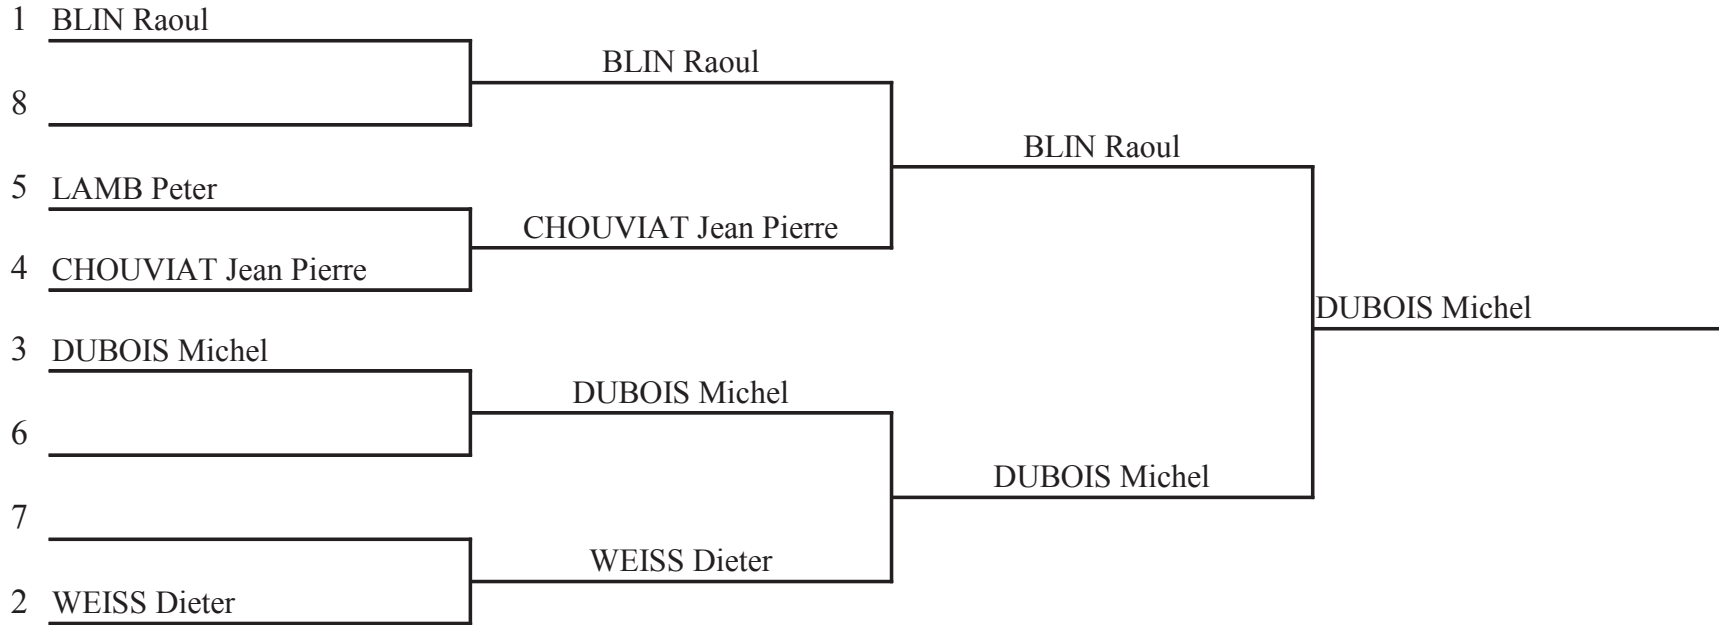 1 BLIN Raoul
BLIN Raoul
8
BLIN Raoul
5 LAMB Peter
CHOUVIAT Jean Pierre
4 CHOUVIAT Jean Pierre
DUBOIS Michel
3 DUBOIS Michel
DUBOIS Michel
6
DUBOIS Michel
7
WEISS Dieter
2 WEISS Dieter